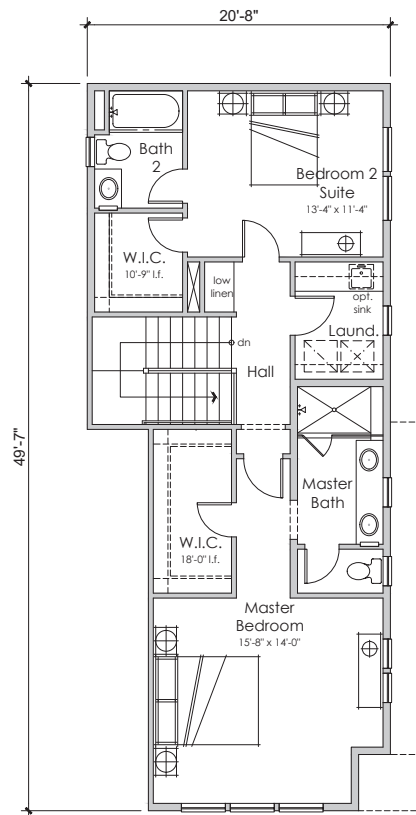 20'-8"
Bath
2
Bedroom 2
Suite
13'-4" x 11'-4"
W.I.C.
10'-9" l.f.
low
linen
opt.
sink
Laund.
dn
Hall
49'-7"
Master
Bath
W.I.C.
18'-0" l.f.
Master
Bedroom
15'-8" x 14'-0"